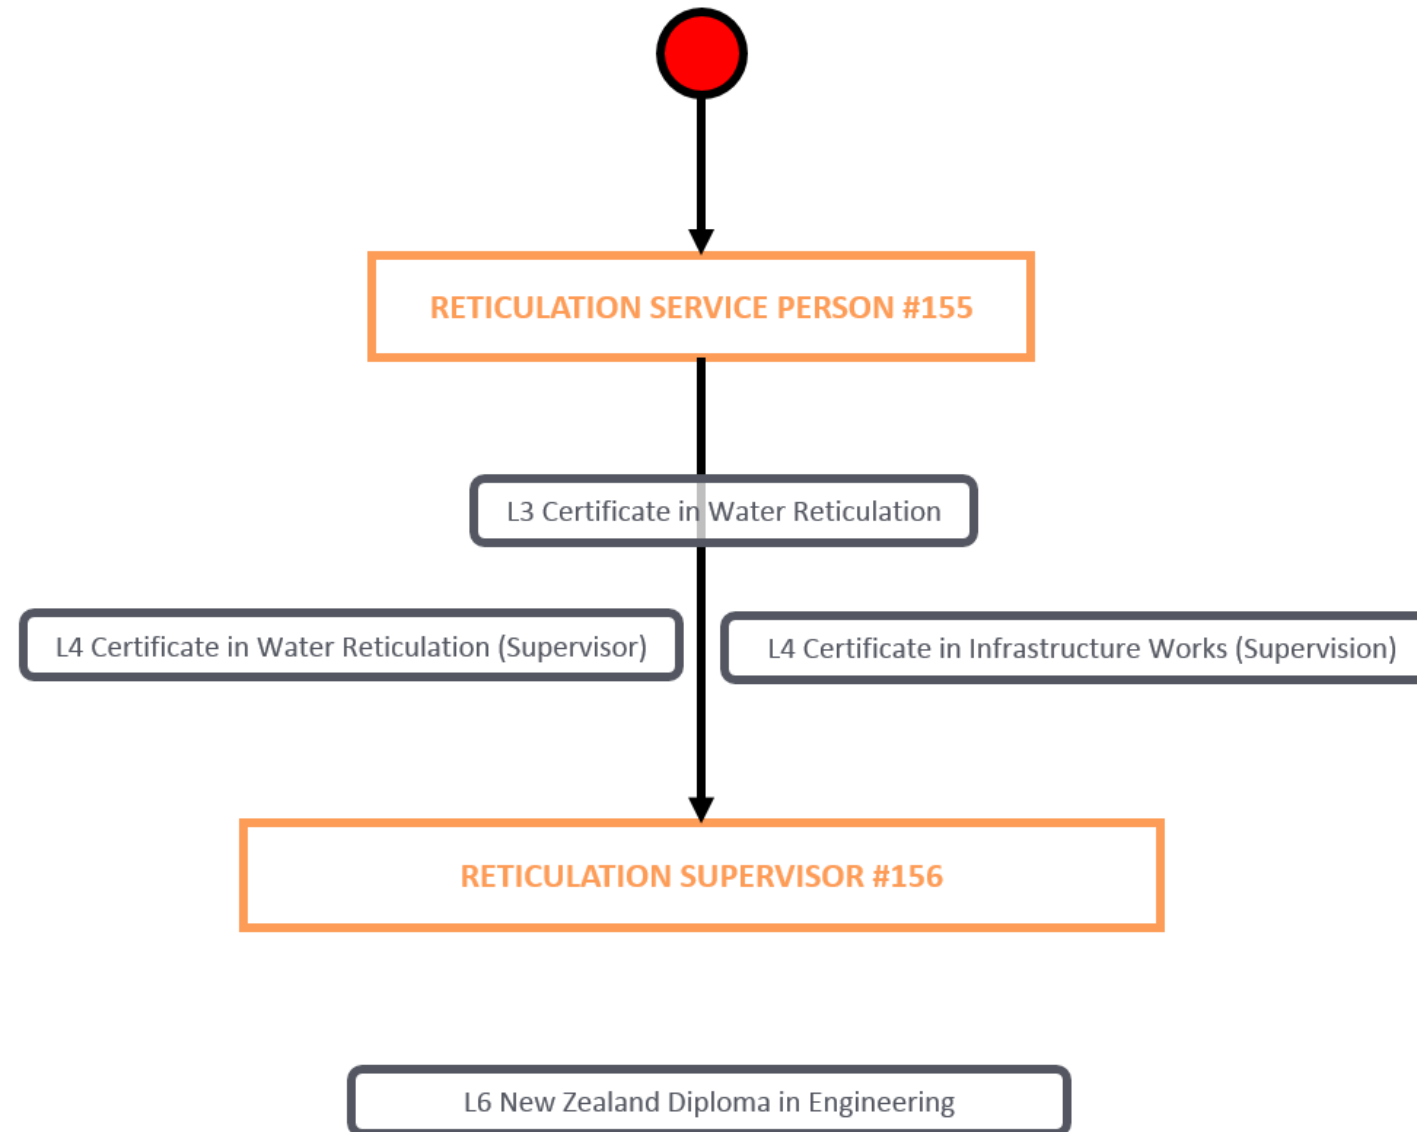 RETICULATION SERVICE PERSON #155
L3 Certificate in Water Reticulation
L4 Certificate in Water Reticulation (Supervisor)
L4 Certificate in Infrastructure Works (Supervision)
RETICULATION SUPERVISOR #156
L6 New Zealand Diploma in Engineering